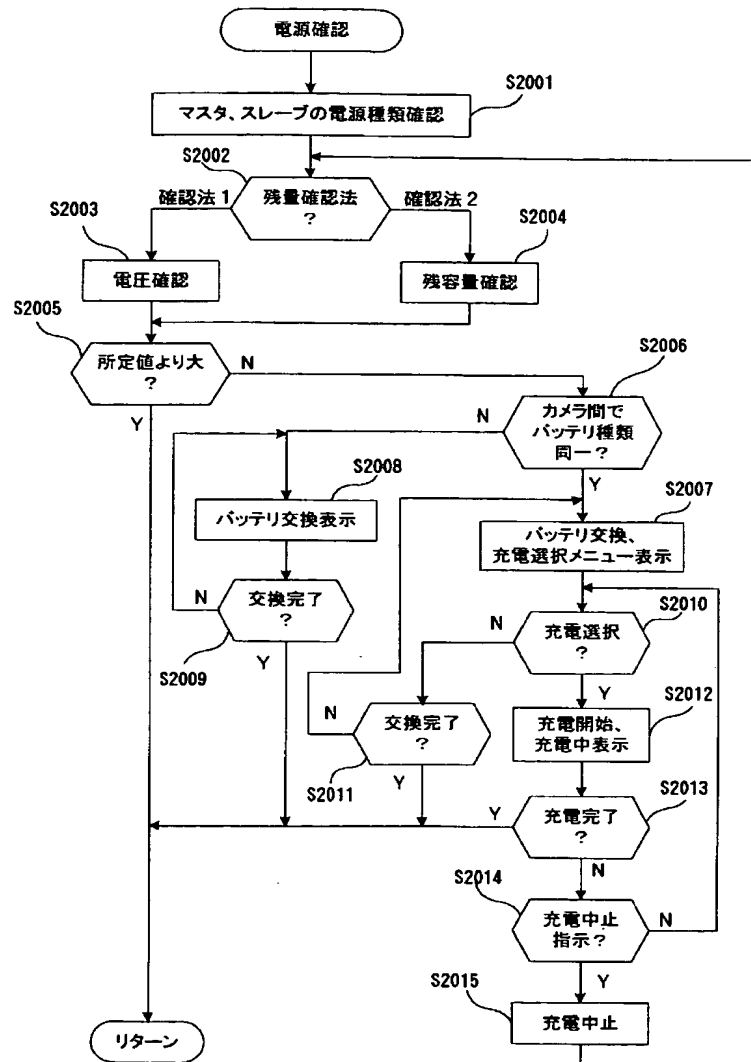 電源確認
S2001
マスタ、スレーブの電源種類確認
S2002
残量確認法
?
確認法1
確認法2
S2003
電圧確認
S2004
残容量確認
S2005
所定値より大
?
N
Y
S2006
カメラ間で
バッテリ種類
同一?
N
Y
S2008
バッテリ交換表示
S2007
バッテリ交換、
充電選択メニュー表示
交換完了
?
N
Y
S2009
S2010
充電選択
?
N
Y
S2012
充電開始、
充電中表示
交換完了
?
N
Y
S2011
S2013
充電完了
?
Y
N
S2014
充電中止
指示?
N
Y
S2015
充電中止
リターン